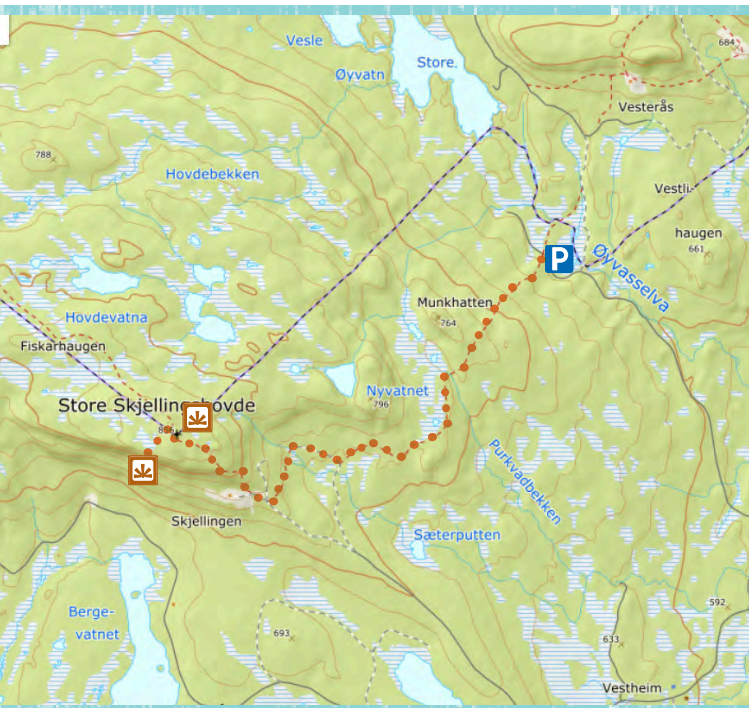 Vesle
Øyvatn
Store.
684
Vesterås
788
Hovdebekken
Vestli-
haugen
661
P
Øyvasselva
Munkhatten
764
Hovdevatna
Fiskarhaugen
Nyvatnet
796
Store Skjellingshovde
Purkvadbekken
Skjellingen
Sæterputten
Berge-
vatnet
693
592
633
Vestheim